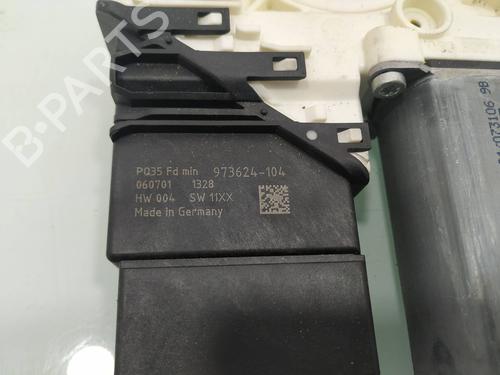 PQ35 Fd min 973624-104
060701 1328
HW 004 SW 11XX
Made in Germany
B-PARTS